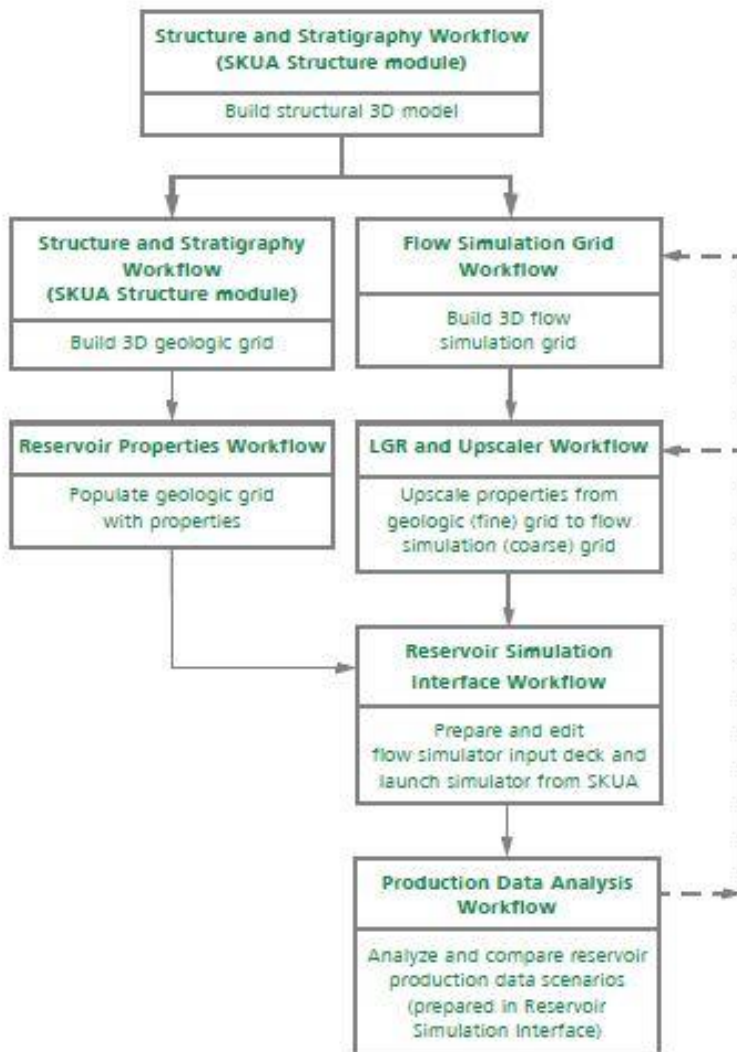 Structure and Stratigraphy Workflow
(SKUA Structure module)
Build structural 3D model
Structure and Stratigraphy
Workflow
(SKUA Structure module)
Build 3D geologic grid
Flow Simulation Grid
Workflow
Build 3D flow
simulation grid
Reservoir Properties Workflow
Populate geologic grid
with properties
LGR and Upscaler Workflow
Upscale properties from
geologic (fine) grid to flow
simulation (coarse) grid
Reservoir Simulation
Interface Workflow
Prepare and edit
flow simulator input deck and
launch simulator from SKUA
Production Data Analysis
Workflow
Analyze and compare reservoir
production data scenarios
(prepared in Reservoir
Simulation Interface)